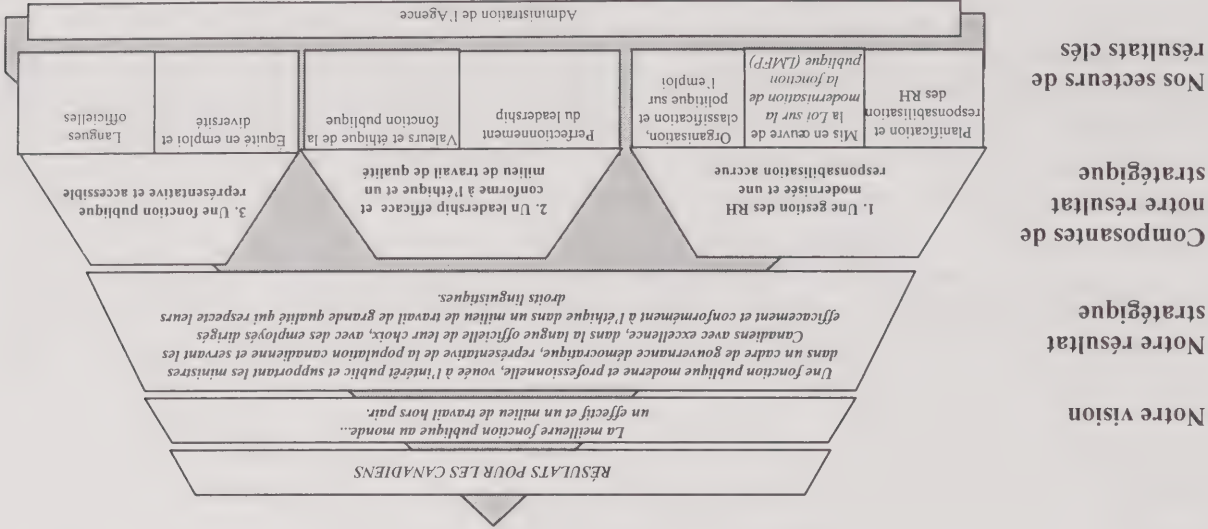 RÉSULTATS POUR LES CANADIENS
Notre vision
La meilleure fonction publique au monde...
un effectif et un milieu de travail hors pair.
Notre résultat
stratégique
Une fonction publique moderne et professionnelle, vouée à l'intérêt public et supportant les ministres
dans un cadre de gouvernance démocratique, représentative de la population canadienne et servant les
Canadiens avec excellence, dans la langue officielle de leur choix, avec des employés dirigés
efficacement et conformément à l'éthique dans un milieu de travail de grande qualité qui respecte leurs
droits linguistiques.
Composantes de
notre résultat
stratégique
1. Une gestion des RH
modernisée et une
responsabilisation accrue
2. Un leadership efficace et
conforme à l'éthique et un
milieu de travail de qualité
3. Une fonction publique
représentative et accessible
Nos secteurs de
résultats clés
Planification et
responsabilisation
des RH
Mis en œuvre de
la Loi sur la
modernisation de
la fonction
publique (LMFP)
Organisation,
classification et
politique sur
l'emploi
Perfectionnement
du leadership
Valeurs et éthique de la
fonction publique
Équité en emploi et
diversité
Langues
officielles
Administration de l'Agence